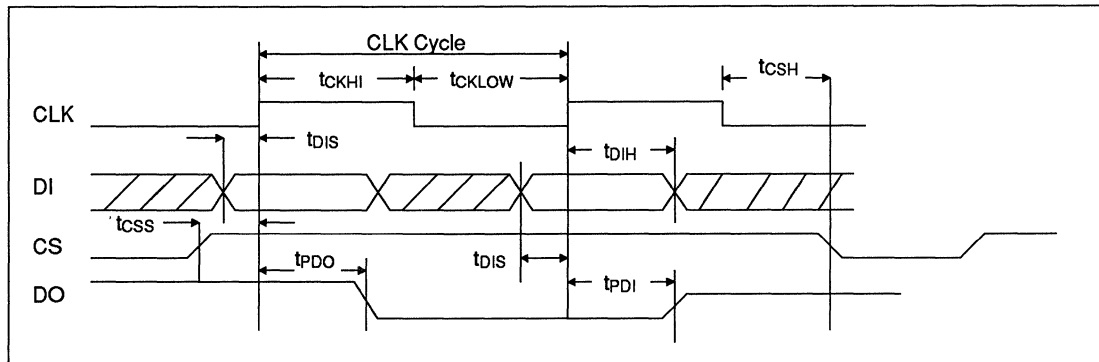 CLK Cycle
tCKHI
tCKLOW
tCSH
CLK
tDIS
tDIH
DI
tCSS
CS
tPDO
tDIS
tPDI
DO